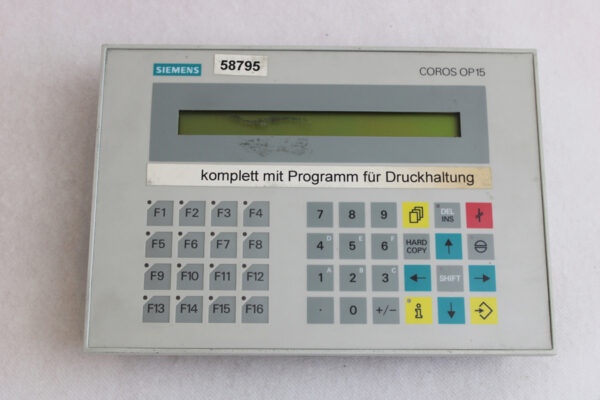 SIEMENS
58795
COROS OP15
komplett mit Programm für Druckhaltung
F1 F2 F3 F4 7 8 9 DEL INS
F5 F6 F7 F8 4 D 5 E 6 F HARD COPY
F9 F10 F11 F12 1 A 2 B 3 C SHIFT
F13 F14 F15 F16 . 0 +/− i